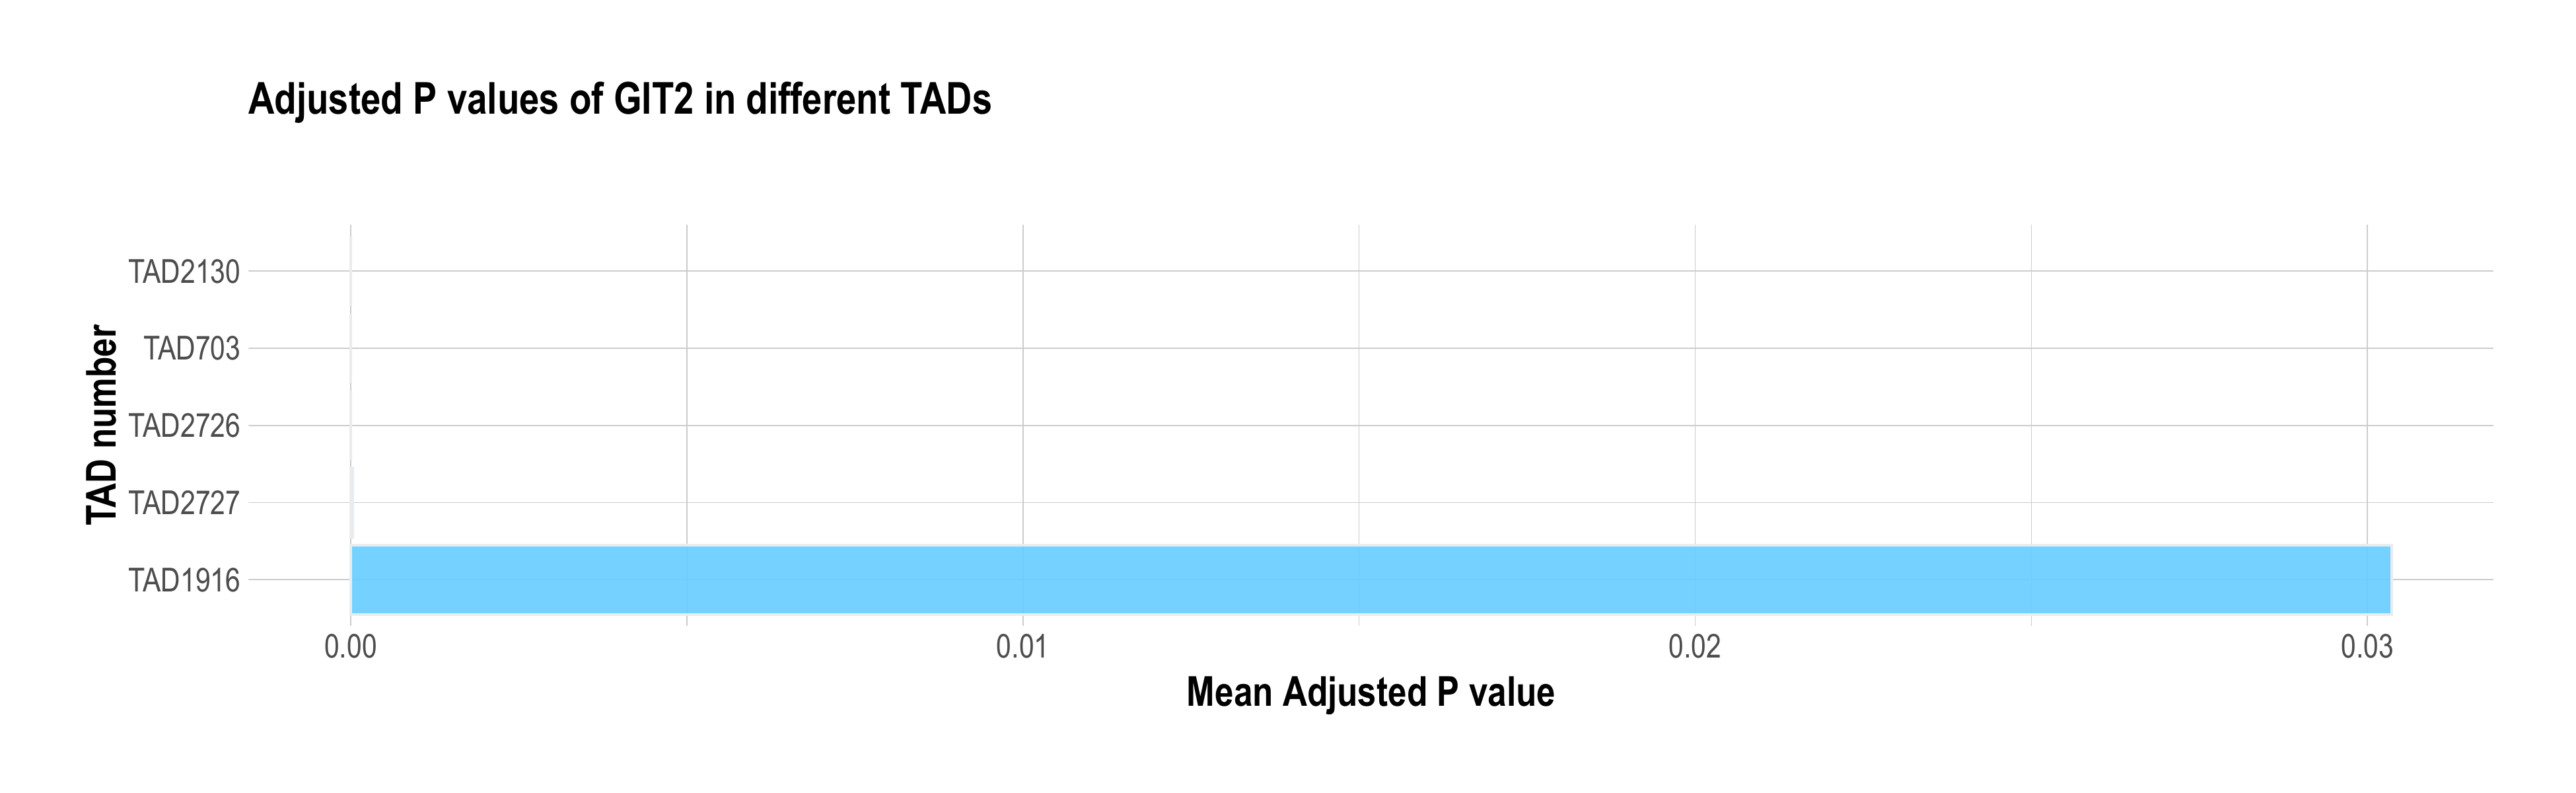 Adjusted P values of GIT2 in different TADs
TAD number
TAD2130
TAD703
TAD2726
TAD2727
TAD1916
0.00 0.01 0.02 0.03
Mean Adjusted P value